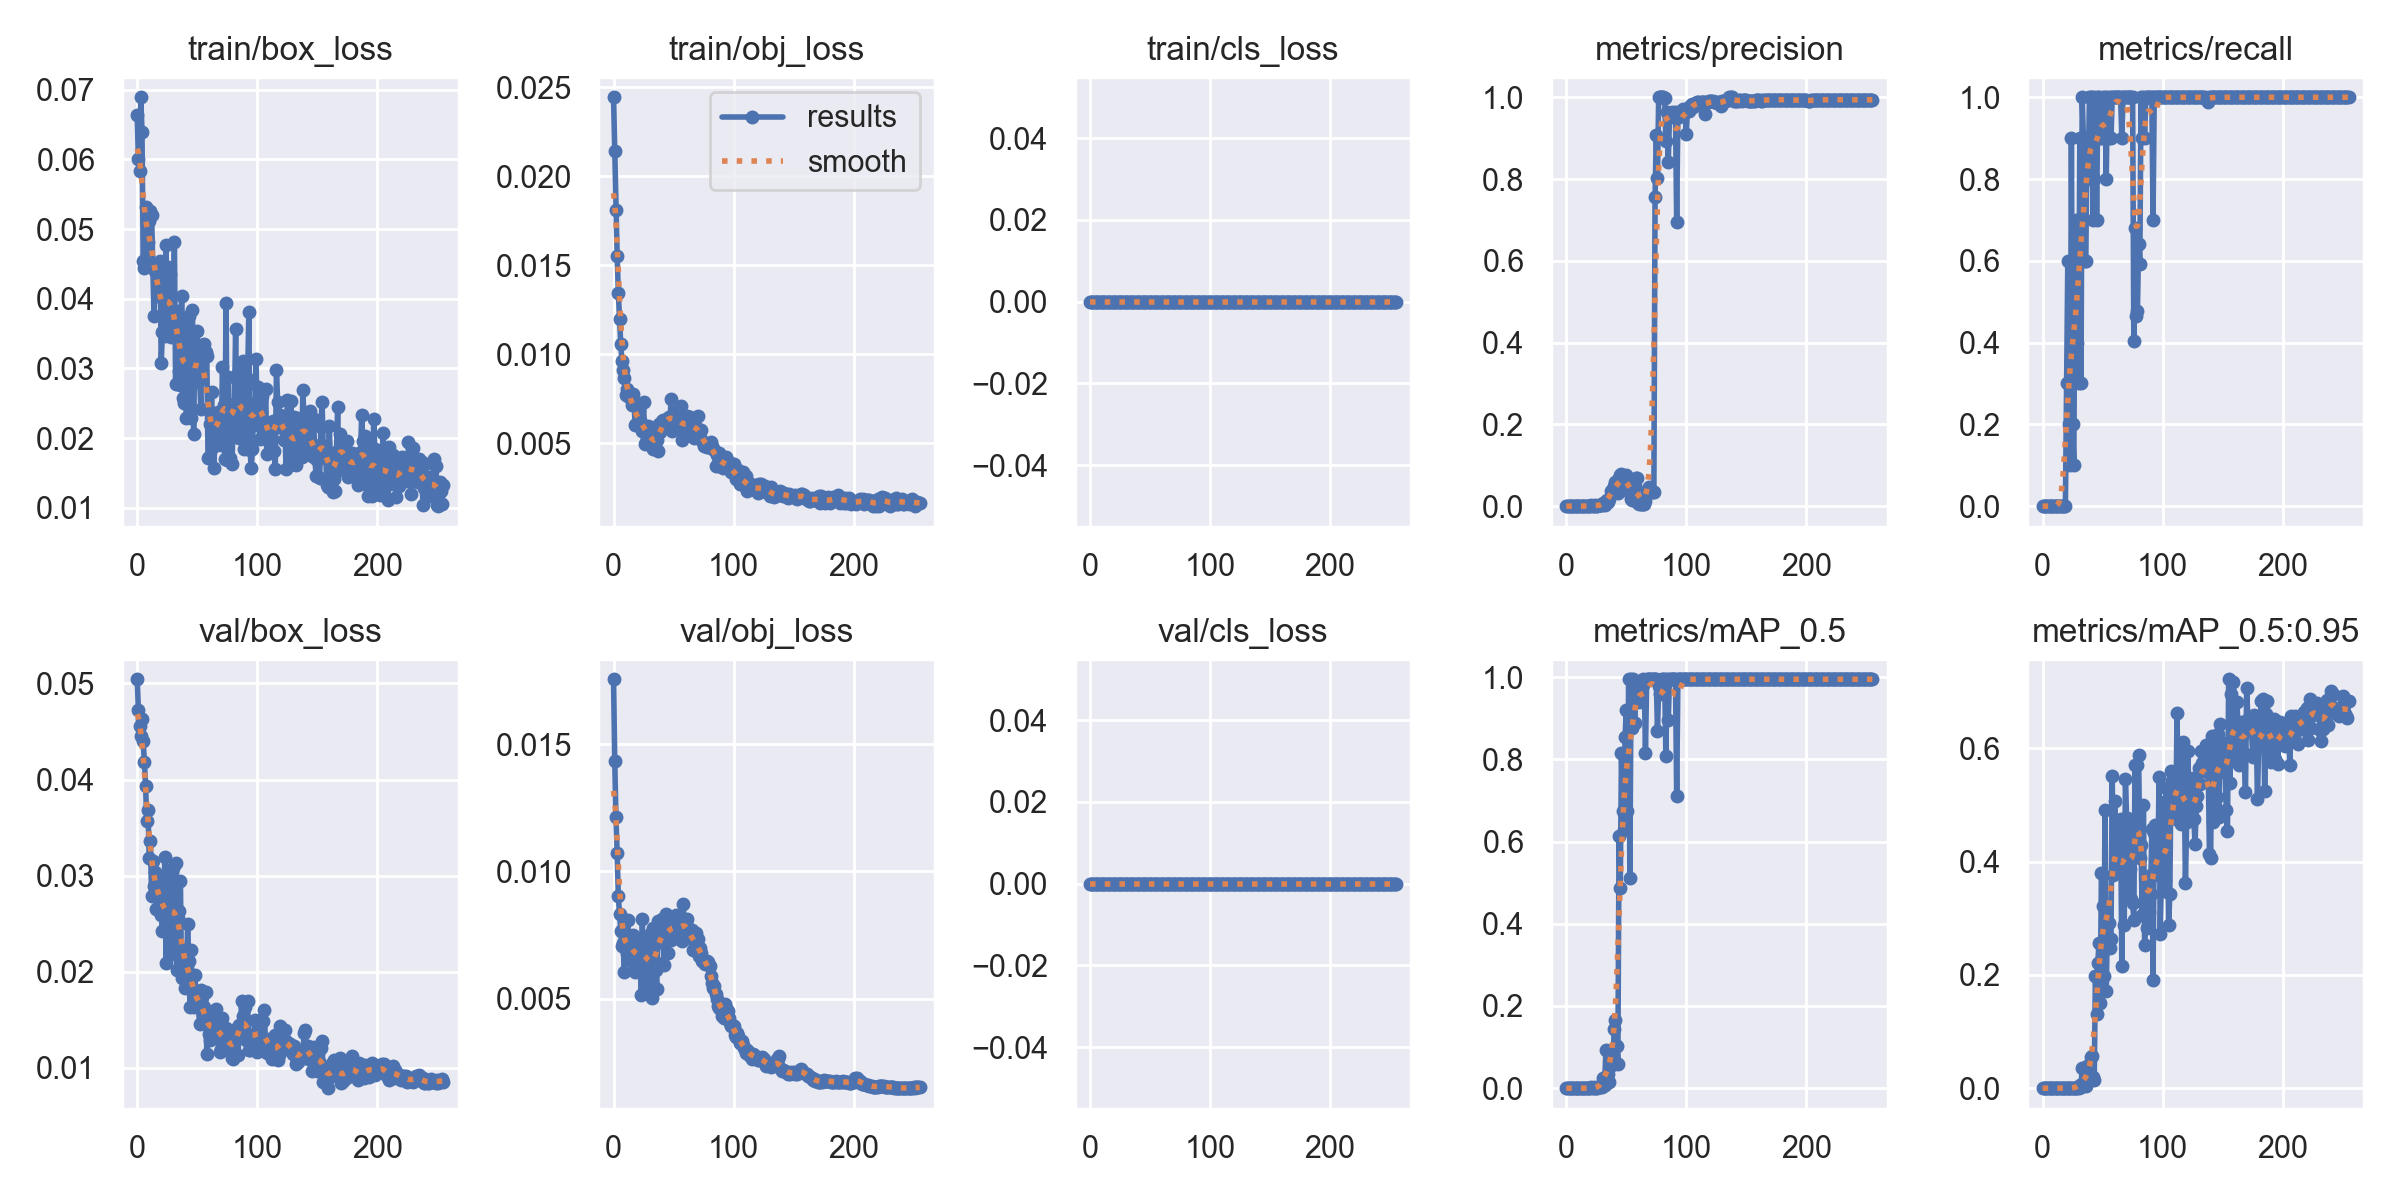 train/box_loss
0.07
0.06
0.05
0.04
0.03
0.02
0.01
0 100 200
train/obj_loss
results
smooth
0.025
0.020
0.015
0.010
0.005
0 100 200
train/cls_loss
0.04
0.02
0.00
−0.02
−0.04
0 100 200
metrics/precision
1.0
0.8
0.6
0.4
0.2
0.0
0 100 200
metrics/recall
1.0
0.8
0.6
0.4
0.2
0.0
0 100 200
val/box_loss
0.05
0.04
0.03
0.02
0.01
0 100 200
val/obj_loss
0.015
0.010
0.005
0 100 200
val/cls_loss
0.04
0.02
0.00
−0.02
−0.04
0 100 200
metrics/mAP_0.5
1.0
0.8
0.6
0.4
0.2
0.0
0 100 200
metrics/mAP_0.5:0.95
0.6
0.4
0.2
0.0
0 100 200